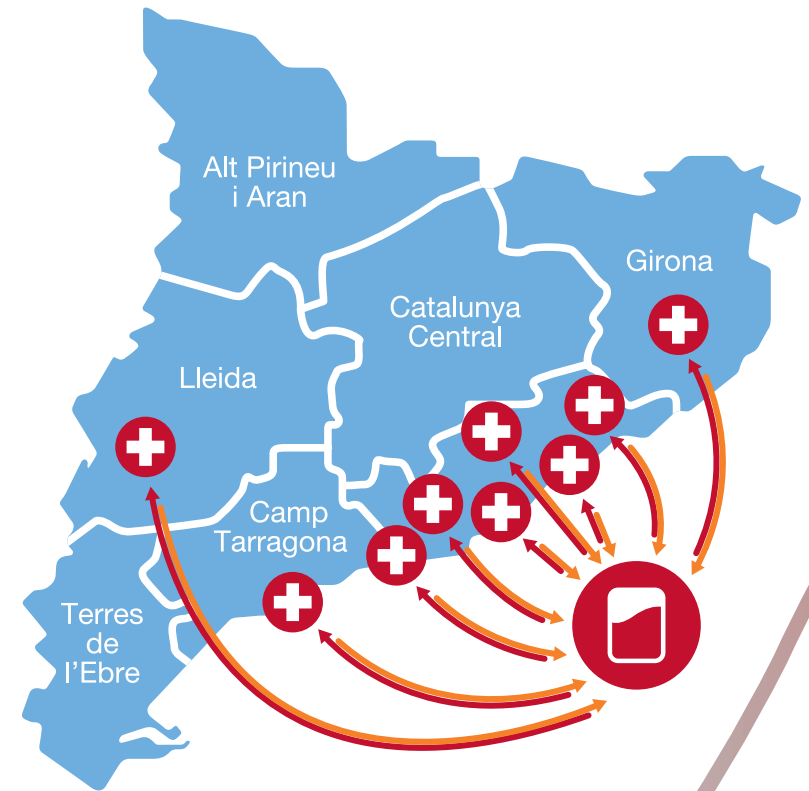 Alt Pirineu
i Aran
Girona
Catalunya
Central
Lleida
Camp
Tarragona
Terres
de
l'Ebre